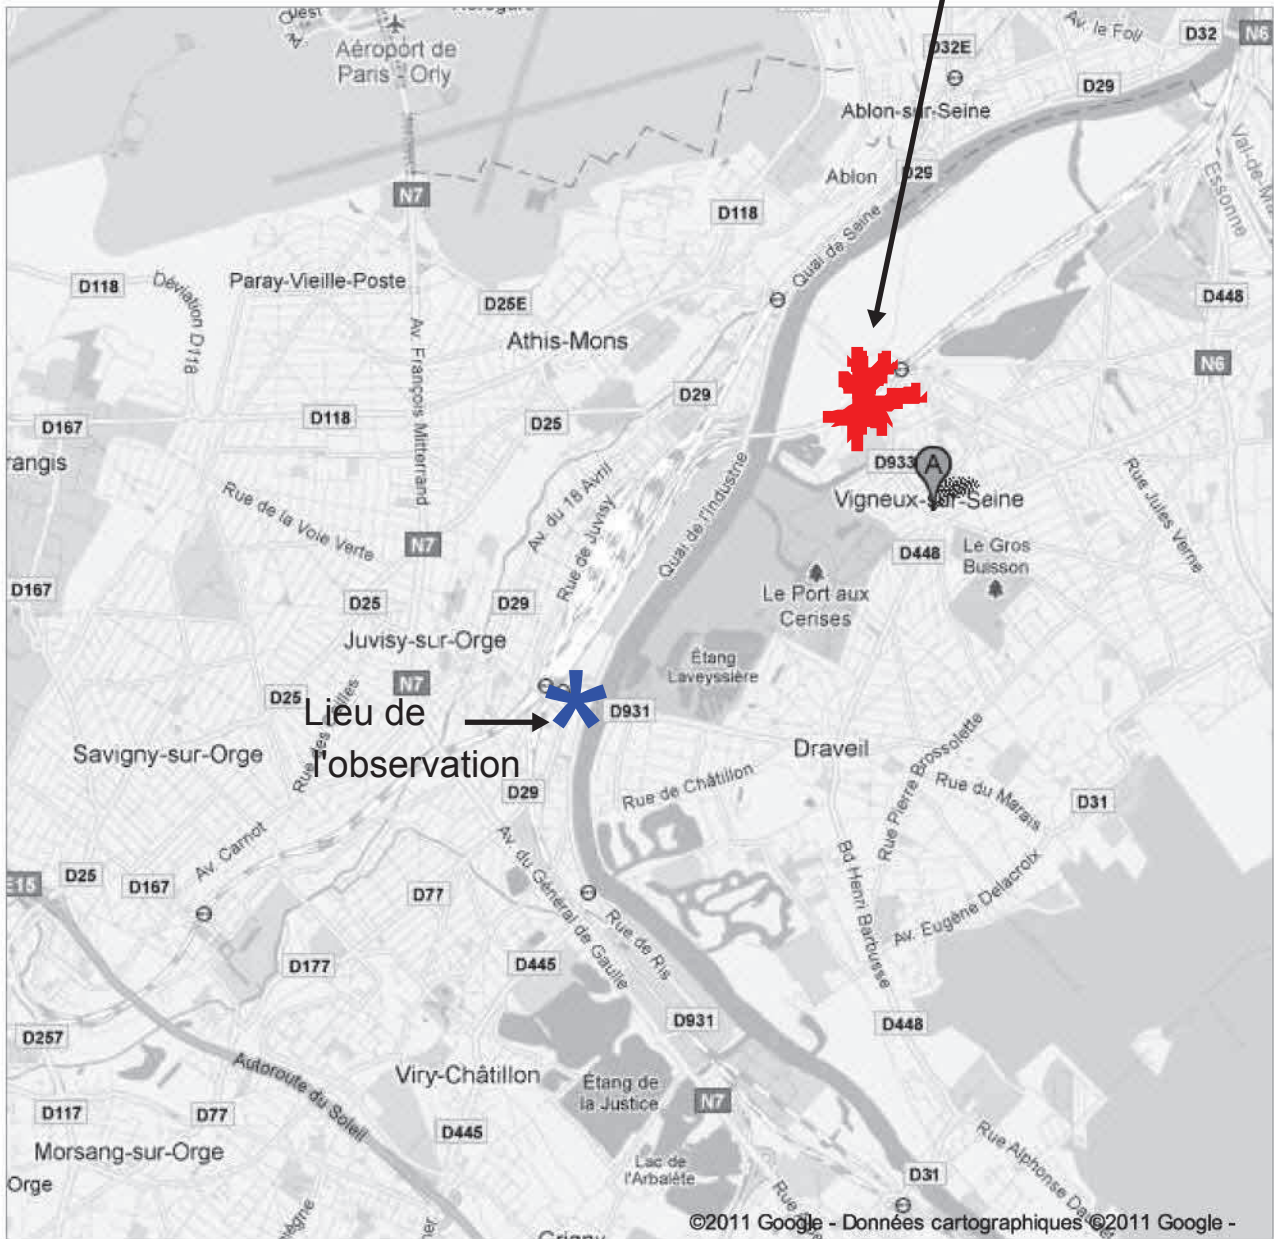 Av. le Foll
D32
N6
D32E
Aéroport de
Paris - Orly
D29
Ablon-sur-Seine
Ablon
D29
N7
D118
Quai de Seine
Essonne
D118
Déviation D118
Paray-Vieille-Poste
D25E
D448
Av. François Mitterrand
Athis-Mons
N6
D29
D118
D25
D167
D933
A
Vigneux-sur-Seine
Rue Jules Verne
Rue de la Voie Verte
Av. du 18 Avril
Rue de Juvisy
Quai de l'Industrie
N7
D448
Le Gros
Buisson
D167
D25
D29
Le Port aux
Cerises
Juvisy-sur-Orge
Étang
Laveyssière
N7
D25
Lieu de
l'observation
D931
Savigny-sur-Orge
Draveil
Rue Pierre Brossolette
Rue de Châtillon
Rue du Marais
D29
D31
Av. Carnot
Bd Henri Barbusse
Av. Eugène Delacroix
E15
D25
D167
D77
Av. du Général de Gaulle
Rue de Ris
D177
D445
D931
D448
D257
Autoroute du Soleil
Viry-Châtillon
Étang de
la Justice
N7
D117
D77
D445
Morsang-sur-Orge
Lac de
l'Arbalète
D31
Orge
©2011 Google - Données cartographiques ©2011 Google -